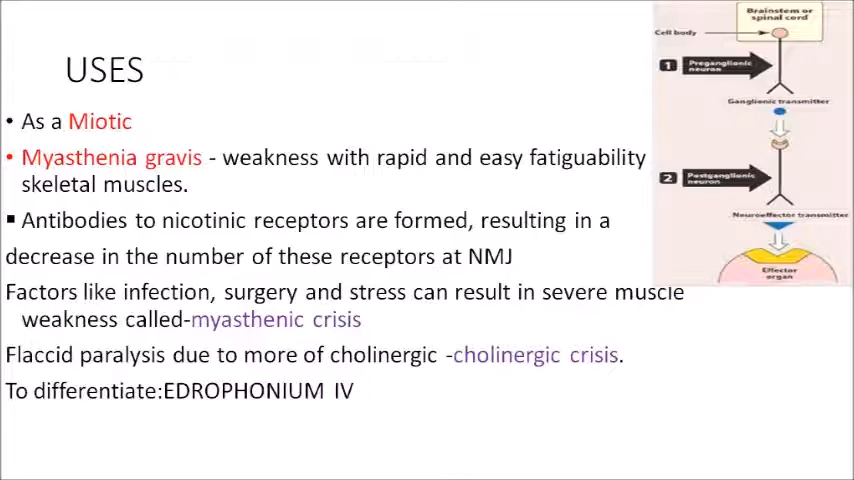 USES
• As a Miotic
• Myasthenia gravis - weakness with rapid and easy fatiguability
skeletal muscles.
▪ Antibodies to nicotinic receptors are formed, resulting in a
decrease in the number of these receptors at NMJ
Factors like infection, surgery and stress can result in severe muscle
weakness called-myasthenic crisis
Flaccid paralysis due to more of cholinergic -cholinergic crisis.
To differentiate:EDROPHONIUM IV
Brainstem or
spinal cord
Cell body
1 Preganglionic
neuron
Ganglionic transmitter
2 Postganglionic
neuron
Neuroeffector transmitter
Effector
organ